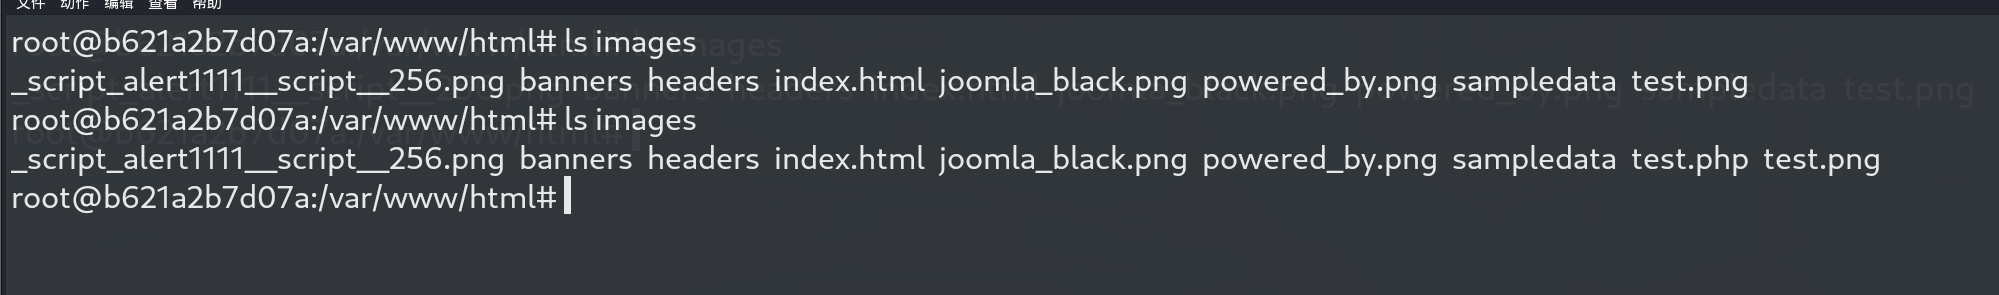 文件 动作 编辑 查看 帮助
root@b621a2b7d07a:/var/www/html# ls images
_script_alert1111__script__256.png banners headers index.html joomla_black.png powered_by.png sampledata test.png
root@b621a2b7d07a:/var/www/html# ls images
_script_alert1111__script__256.png banners headers index.html joomla_black.png powered_by.png sampledata test.php test.png
root@b621a2b7d07a:/var/www/html#